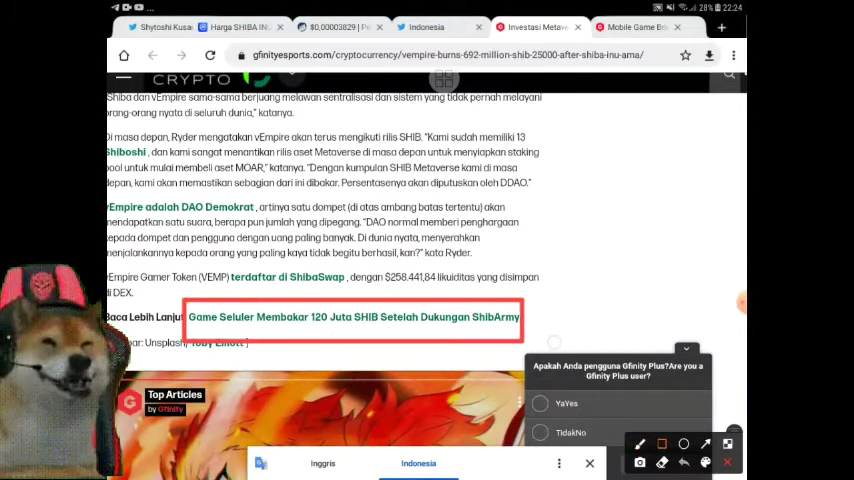 28% 22:24
Shytoshi Kusa
Harga SHIBA IN
$0,00003829 | Pe
Indonesia
Investasi Metave
Mobile Game Br
gfinityesports.com/cryptocurrency/vempire-burns-692-million-shib-25000-after-shiba-inu-ama/
CRYPTO
Shiba dan vEmpire sama-sama berjuang melawan sentralisasi dan sistem yang tidak pernah melayani
orang-orang nyata di seluruh dunia," katanya.
Di masa depan, Ryder mengatakan vEmpire akan terus mengikuti rilis SHIB. "Kami sudah memiliki 13
Shiboshi , dan kami sangat menantikan rilis aset Metaverse di masa depan untuk menyiapkan staking
pool untuk mulai membeli aset MOAR," katanya. "Dengan kumpulan SHIB Metaverse kami di masa
depan, kami akan memastikan sebagian dari ini dibakar. Persentasenya akan diputuskan oleh DDAO."
vEmpire adalah DAO Demokrat , artinya satu dompet (di atas ambang batas tertentu) akan
mendapatkan satu suara, berapa pun jumlah yang dipegang. "DAO normal memberi penghargaan
kepada dompet dan pengguna dengan uang paling banyak. Di dunia nyata, menyerahkan
menjalankannya kepada orang yang paling kaya tidak begitu berhasil, kan?" kata Ryder.
vEmpire Gamer Token (VEMP) terdaftar di ShibaSwap , dengan $258.441,84 likuiditas yang disimpan
di DEX.
Baca Lebih Lanjut Game Seluler Membakar 120 Juta SHIB Setelah Dukungan ShibArmy
bar: Unsplash/ Toby Elliott ]
Top Articles
by Gfinity
Apakah Anda pengguna Gfinity Plus?Are you a
Gfinity Plus user?
YaYes
TidakNo
Inggris
Indonesia